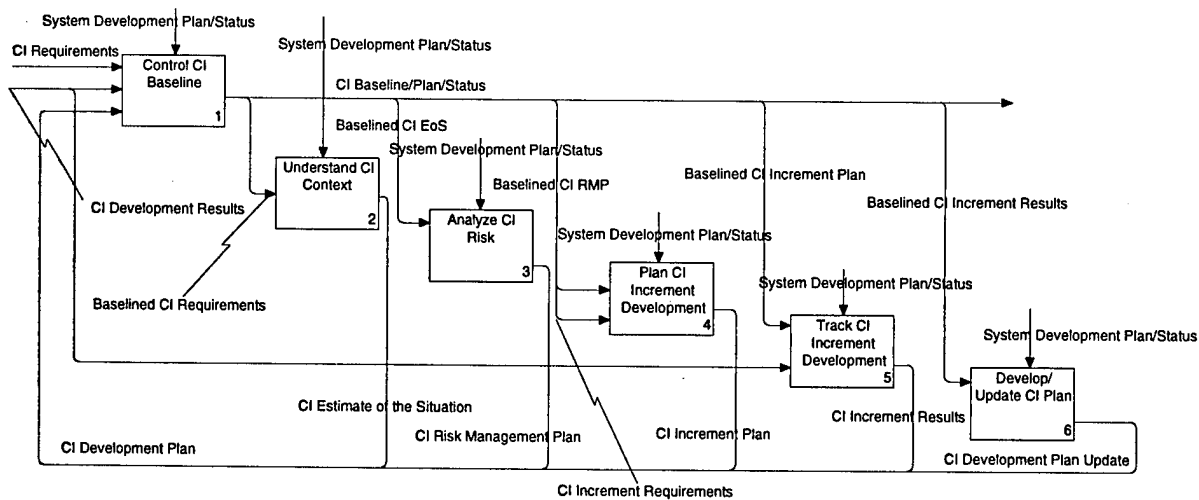 System Development Plan/Status
CI Requirements
Control CI
Baseline
1
System Development Plan/Status
CI Baseline/Plan/Status
Baselined CI EoS
System Development Plan/Status
Understand CI
Context
2
Baselined CI RMP
Baselined CI Increment Plan
Baselined CI Increment Results
CI Development Results
Analyze CI
Risk
3
System Development Plan/Status
Baselined CI Requirements
Plan CI
Increment
Development
4
System Development Plan/Status
Track CI
Increment
Development
5
System Development Plan/Status
Develop/
Update CI Plan
6
CI Estimate of the Situation
CI Risk Management Plan
CI Increment Plan
CI Increment Results
CI Development Plan
CI Development Plan Update
CI Increment Requirements